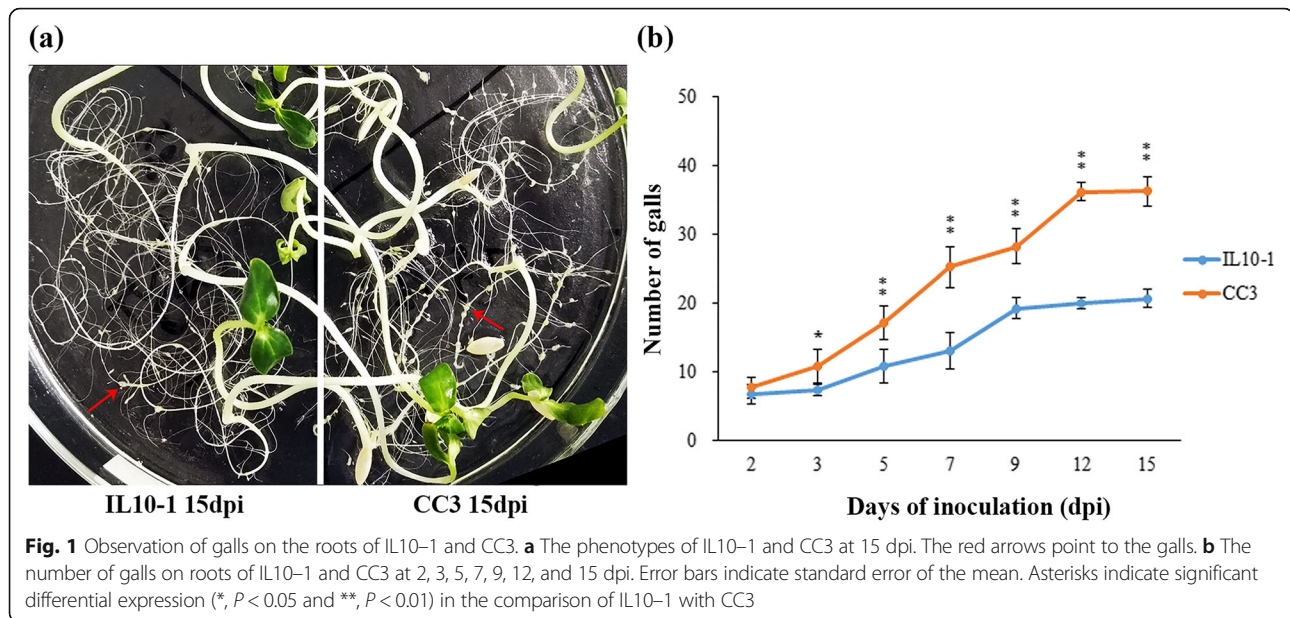 (a)
IL10-1 15dpi
CC3 15dpi
(b)
Number of galls
50
40
30
20
10
0
*
**
**
**
**
**
2 3 5 7 9 12 15
Days of inoculation (dpi)
IL10-1
CC3
Fig. 1 Observation of galls on the roots of IL10–1 and CC3. a The phenotypes of IL10–1 and CC3 at 15 dpi. The red arrows point to the galls. b The
number of galls on roots of IL10–1 and CC3 at 2, 3, 5, 7, 9, 12, and 15 dpi. Error bars indicate standard error of the mean. Asterisks indicate significant
differential expression (*, P < 0.05 and **, P < 0.01) in the comparison of IL10–1 with CC3